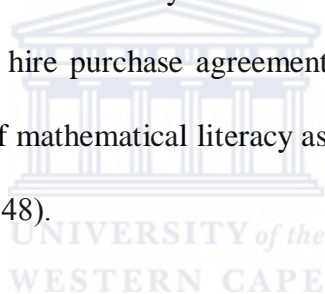 hire purchase agreement
f mathematical literacy as
48).
UNIVERSITY of the
WESTERN CAPE